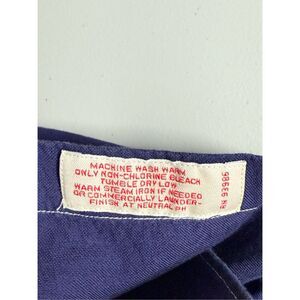 MACHINE WASH WARM
ONLY NON-CHLORINE BLEACH
TUMBLE DRY LOW
WARM STEAM IRON IF NEEDED
OR COMMERCIALLY LAUNDER-
FINISH AT NEUTRAL PH
RN 93986